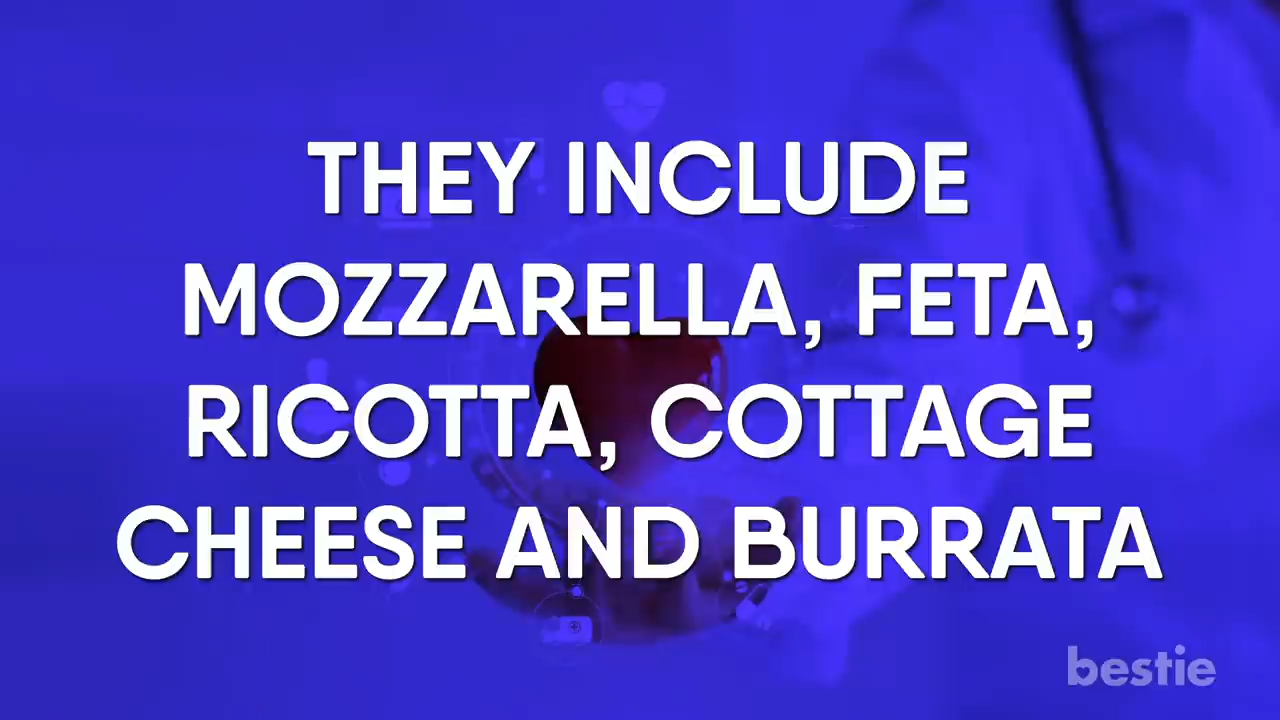 THEY INCLUDE
MOZZARELLA, FETA,
RICOTTA, COTTAGE
CHEESE AND BURRATA
bestie